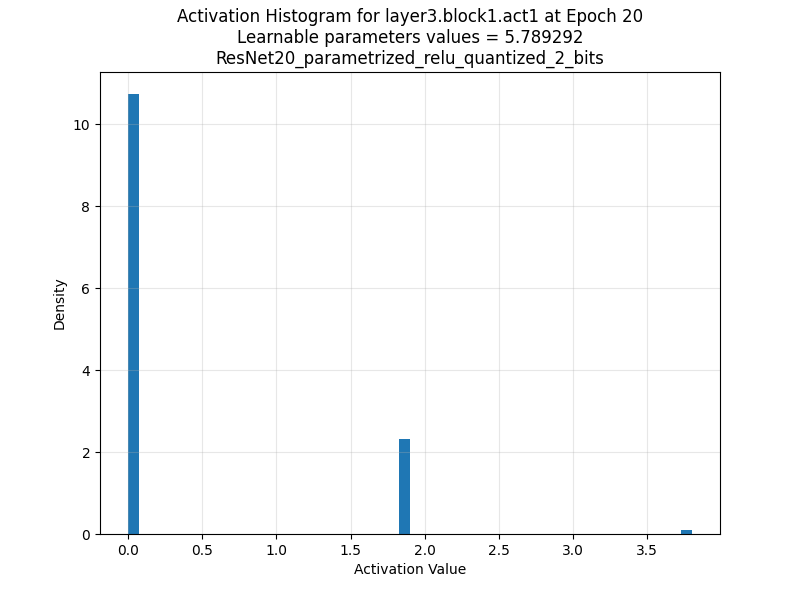 Activation Histogram for layer3.block1.act1 at Epoch 20
Learnable parameters values = 5.789292
ResNet20_parametrized_relu_quantized_2_bits
Density
10
8
6
4
2
0
0.0 0.5 1.0 1.5 2.0 2.5 3.0 3.5
Activation Value